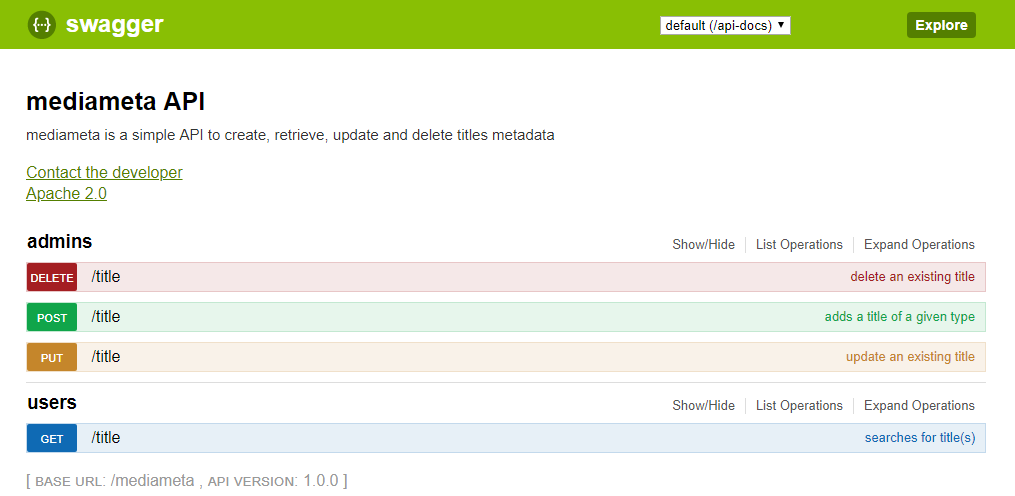 {···} swagger default (/api-docs) ▼ Explore
mediameta API
mediameta is a simple API to create, retrieve, update and delete titles metadata
Contact the developer
Apache 2.0
admins Show/Hide List Operations Expand Operations
DELETE /title delete an existing title
POST /title adds a title of a given type
PUT /title update an existing title
users Show/Hide List Operations Expand Operations
GET /title searches for title(s)
[ BASE URL: /mediameta , API VERSION: 1.0.0 ]